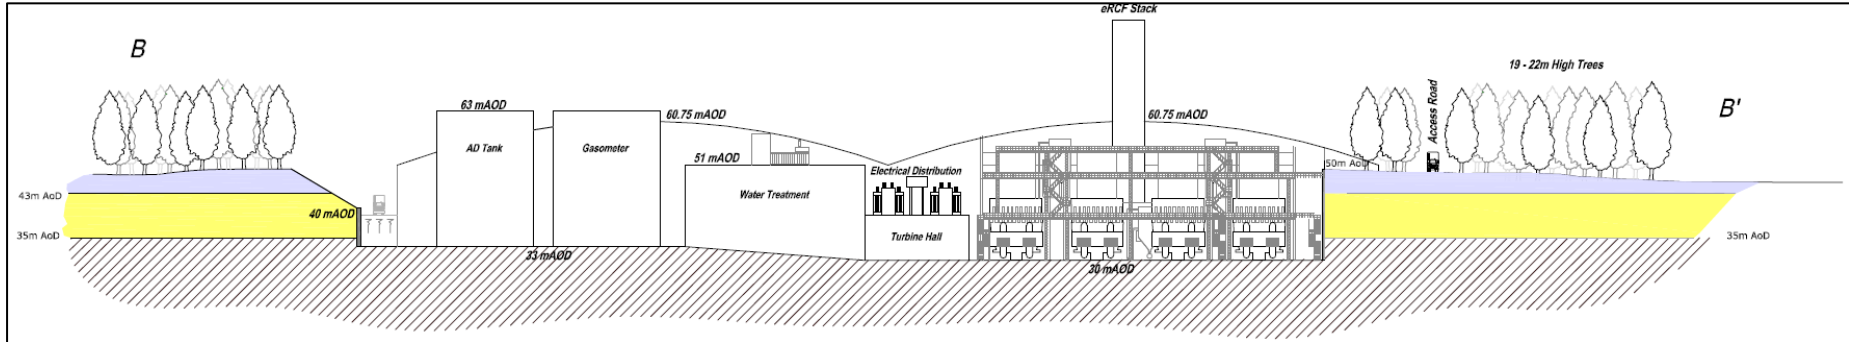 eRCF Stack
B
19 - 22m High Trees
Access Road
B'
63 mAOD
60.75 mAOD
60.75 mAOD
AD Tank
Gasometer
51 mAOD
50m AoD
Electrical Distribution
Water Treatment
43m AoD
40 mAOD
35m AoD
Turbine Hall
35m AoD
33 mAOD
30 mAOD